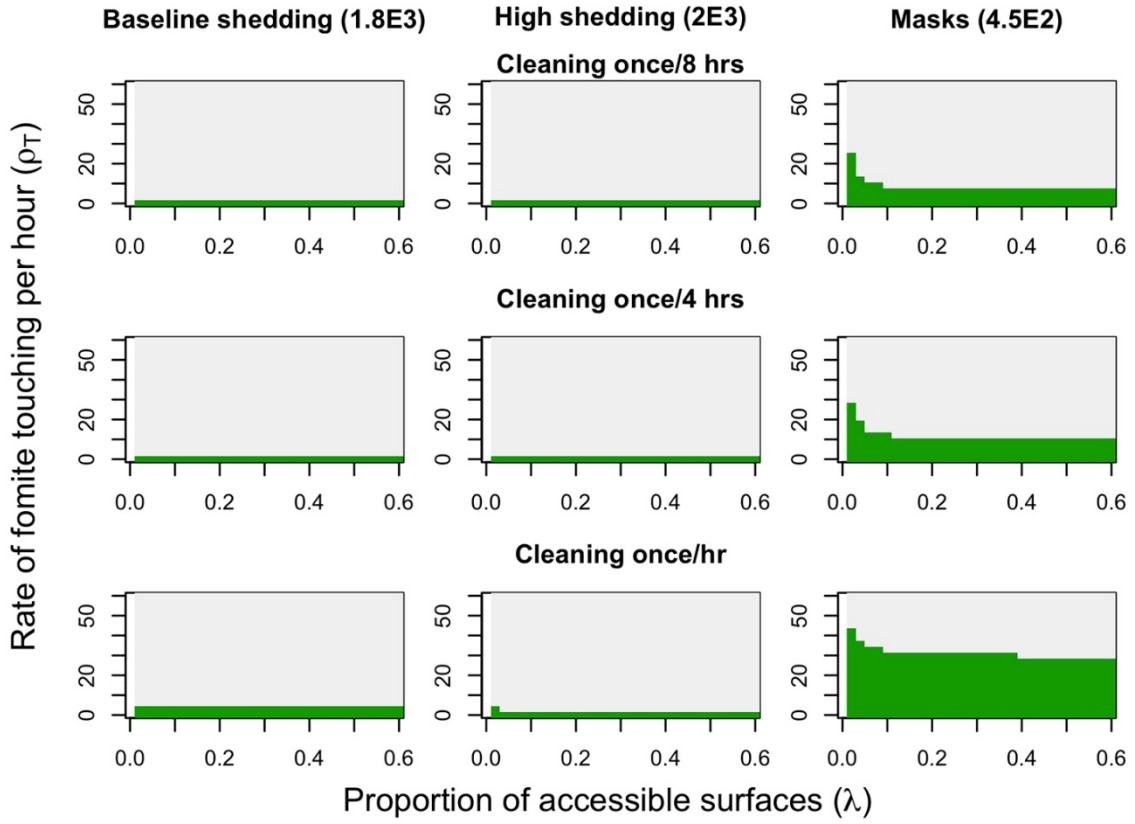 Baseline shedding (1.8E3) High shedding (2E3) Masks (4.5E2)
Cleaning once/8 hrs
50 50 50
20 20 20
0 0 0
0.0 0.2 0.4 0.6 0.0 0.2 0.4 0.6 0.0 0.2 0.4 0.6
Cleaning once/4 hrs
50 50 50
20 20 20
0 0 0
0.0 0.2 0.4 0.6 0.0 0.2 0.4 0.6 0.0 0.2 0.4 0.6
Cleaning once/hr
50 50 50
20 20 20
0 0 0
0.0 0.2 0.4 0.6 0.0 0.2 0.4 0.6 0.0 0.2 0.4 0.6
Rate of fomite touching per hour (ρT)
Proportion of accessible surfaces (λ)